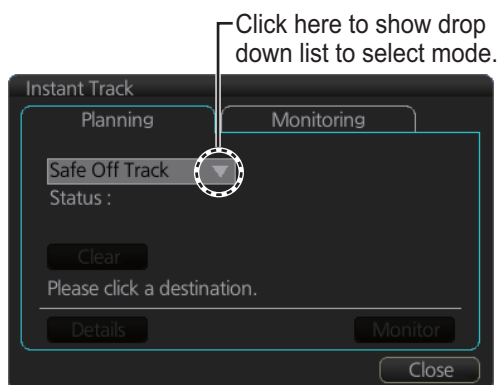 Click here to show drop
down list to select mode.
Instant Track
Planning Monitoring
Safe Off Track
Status :
Clear
Please click a destination.
Details Monitor
Close